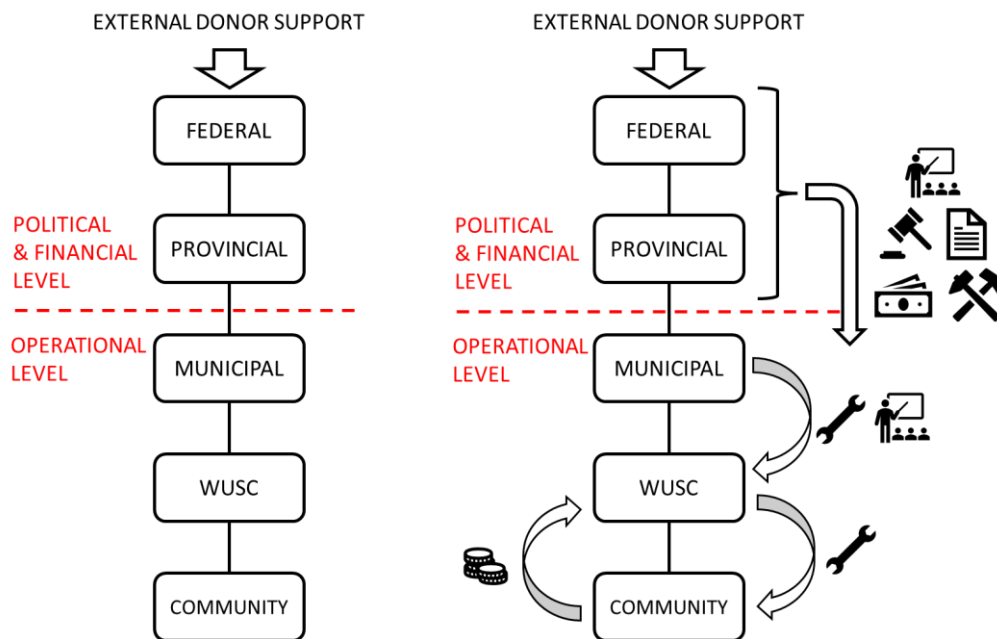 EXTERNAL DONOR SUPPORT
FEDERAL
POLITICAL
& FINANCIAL
LEVEL
PROVINCIAL
OPERATIONAL
LEVEL
MUNICIPAL
WUSC
COMMUNITY
EXTERNAL DONOR SUPPORT
FEDERAL
POLITICAL
& FINANCIAL
LEVEL
PROVINCIAL
OPERATIONAL
LEVEL
MUNICIPAL
WUSC
COMMUNITY